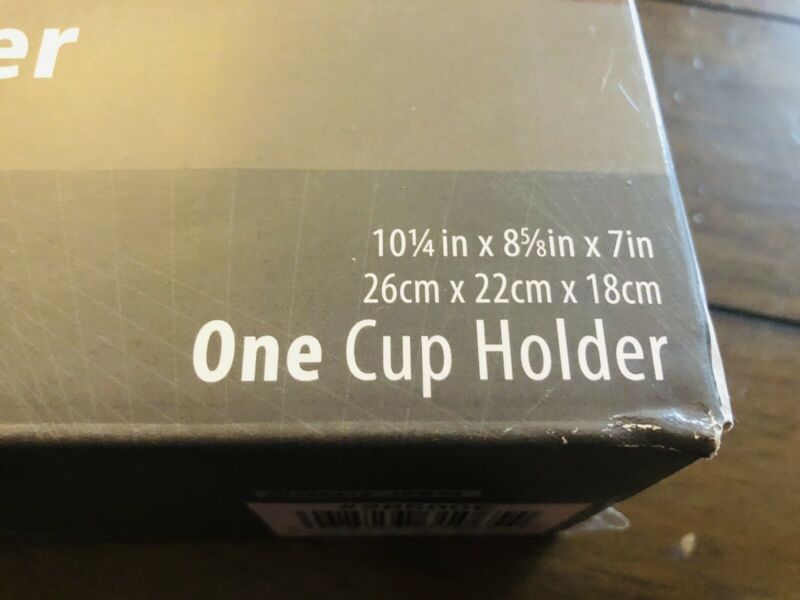 er
10¼ in x 8⅝in x 7in
26cm x 22cm x 18cm
One Cup Holder